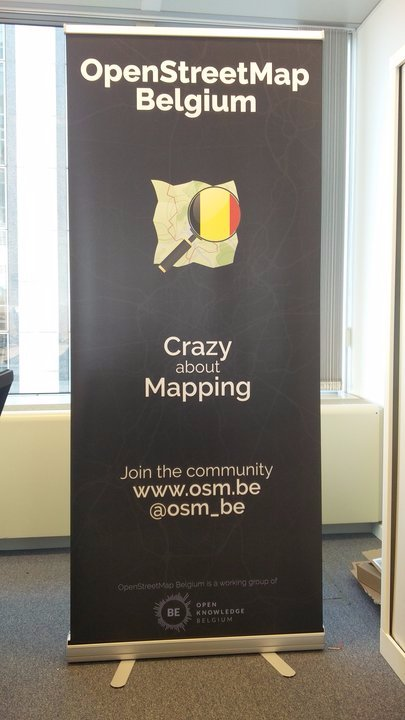 OpenStreetMap
Belgium
Crazy
about
Mapping
Join the community
www.osm.be
@osm_be
OpenStreetMap Belgium is a working group of
BE
OPEN
KNOWLEDGE
BELGIUM